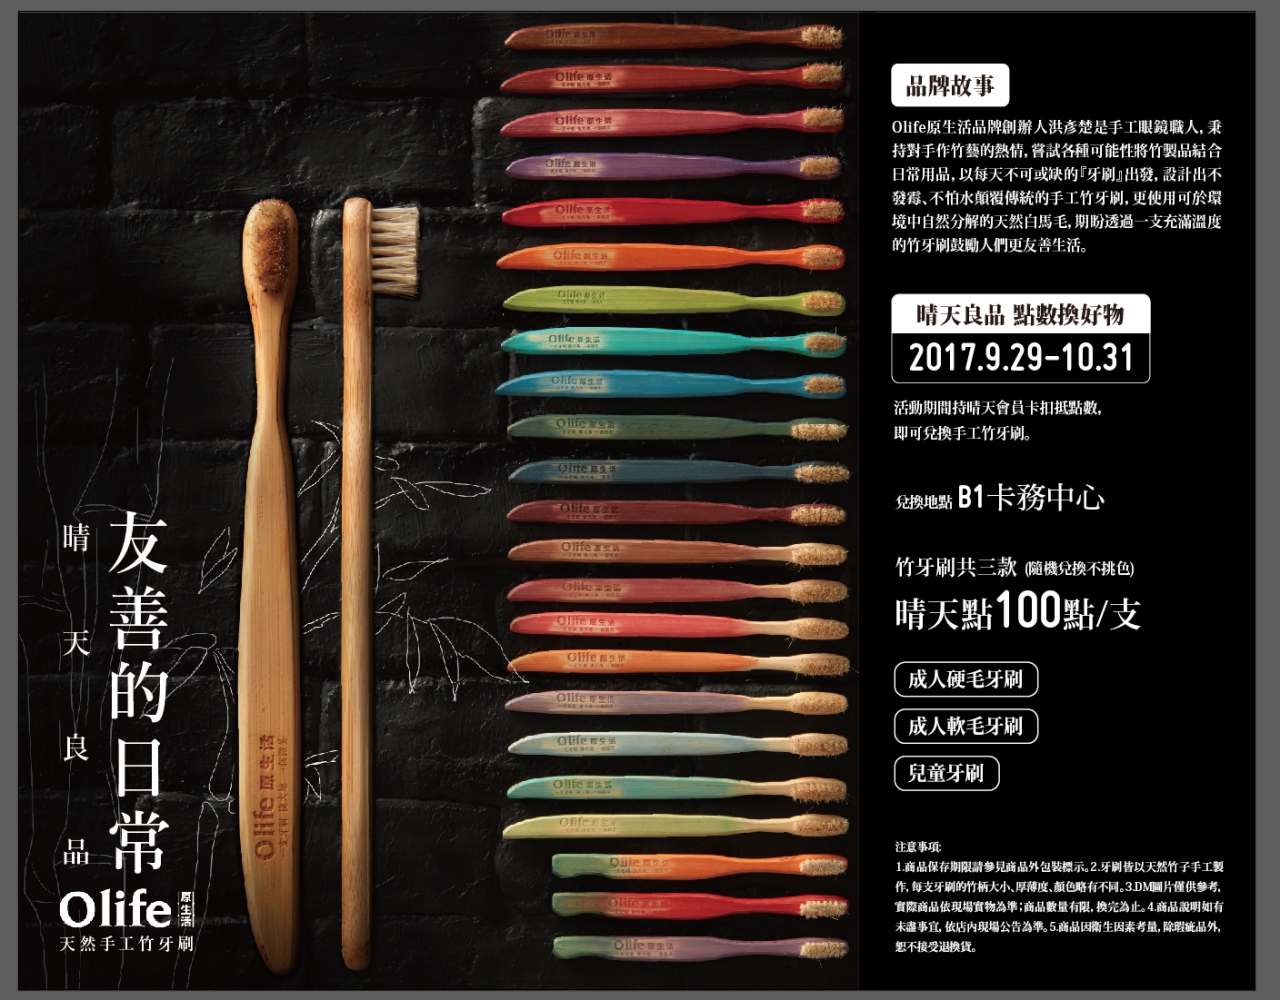 友善的日常
晴天良品
Olife 原生活
天然手工竹牙刷
Olife 原生活
品牌故事
Olife原生活品牌創辦人洪彥楚是手工眼鏡職人,秉
持對手作竹藝的熱情,嘗試各種可能性將竹製品結合
日常用品,以每天不可或缺的『牙刷』出發,設計出不
發霉、不怕水顛覆傳統的手工竹牙刷,更使用可於環
境中自然分解的天然白馬毛,期盼透過一支充滿溫度
的竹牙刷鼓勵人們更友善生活。
晴天良品 點數換好物
2017.9.29-10.31
活動期間持晴天會員卡扣抵點數,
即可兌換手工竹牙刷。
兌換地點 B1卡務中心
竹牙刷共三款 (隨機兌換不挑色)
晴天點100點/支
成人硬毛牙刷
成人軟毛牙刷
兒童牙刷
注意事項:
1.商品保存期限請參見商品外包裝標示。2.牙刷皆以天然竹子手工製
作,每支牙刷的竹柄大小、厚薄度、顏色略有不同。3.DM圖片僅供參考,
實際商品依現場實物為準;商品數量有限,換完為止。4.商品說明如有
未盡事宜,依店內現場公告為準。5.商品因衛生因素考量,除瑕疵品外,
恕不接受退換貨。